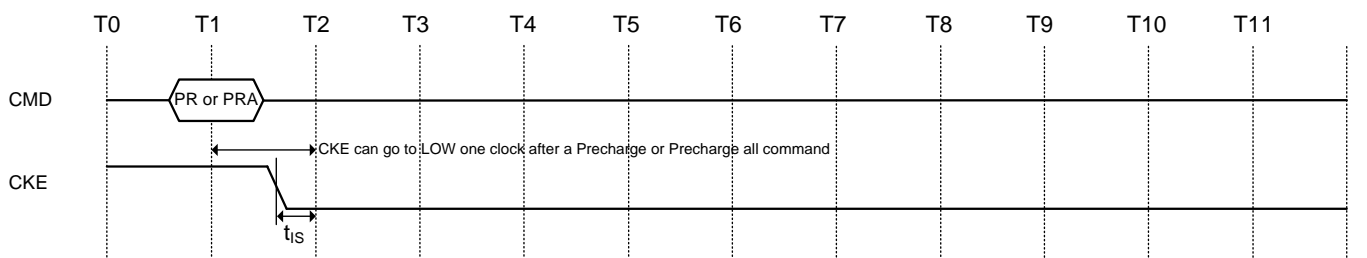 T0 T1 T2 T3 T4 T5 T6 T7 T8 T9 T10 T11
CMD
PR or PRA
CKE can go to LOW one clock after a Precharge or Precharge all command
CKE
tIS